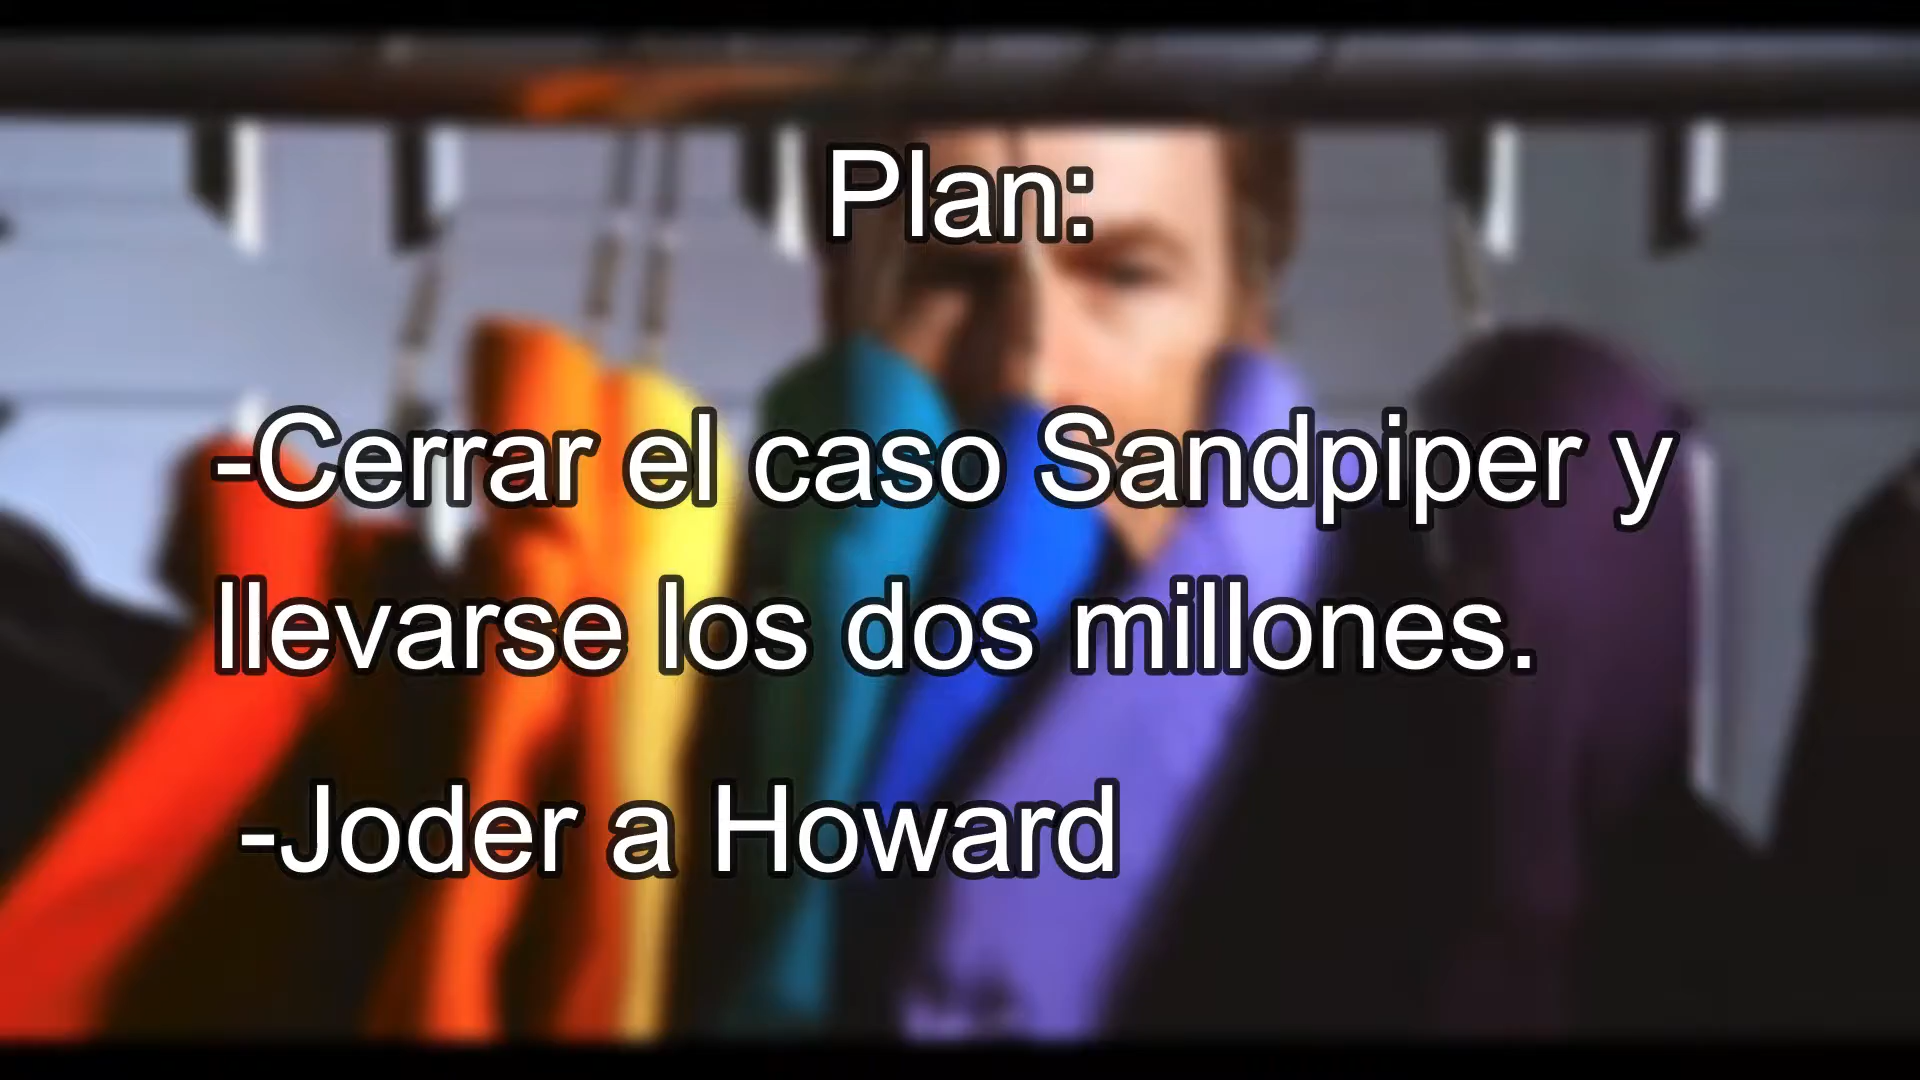 Plan:
-Cerrar el caso Sandpiper y
llevarse los dos millones.
-Joder a Howard